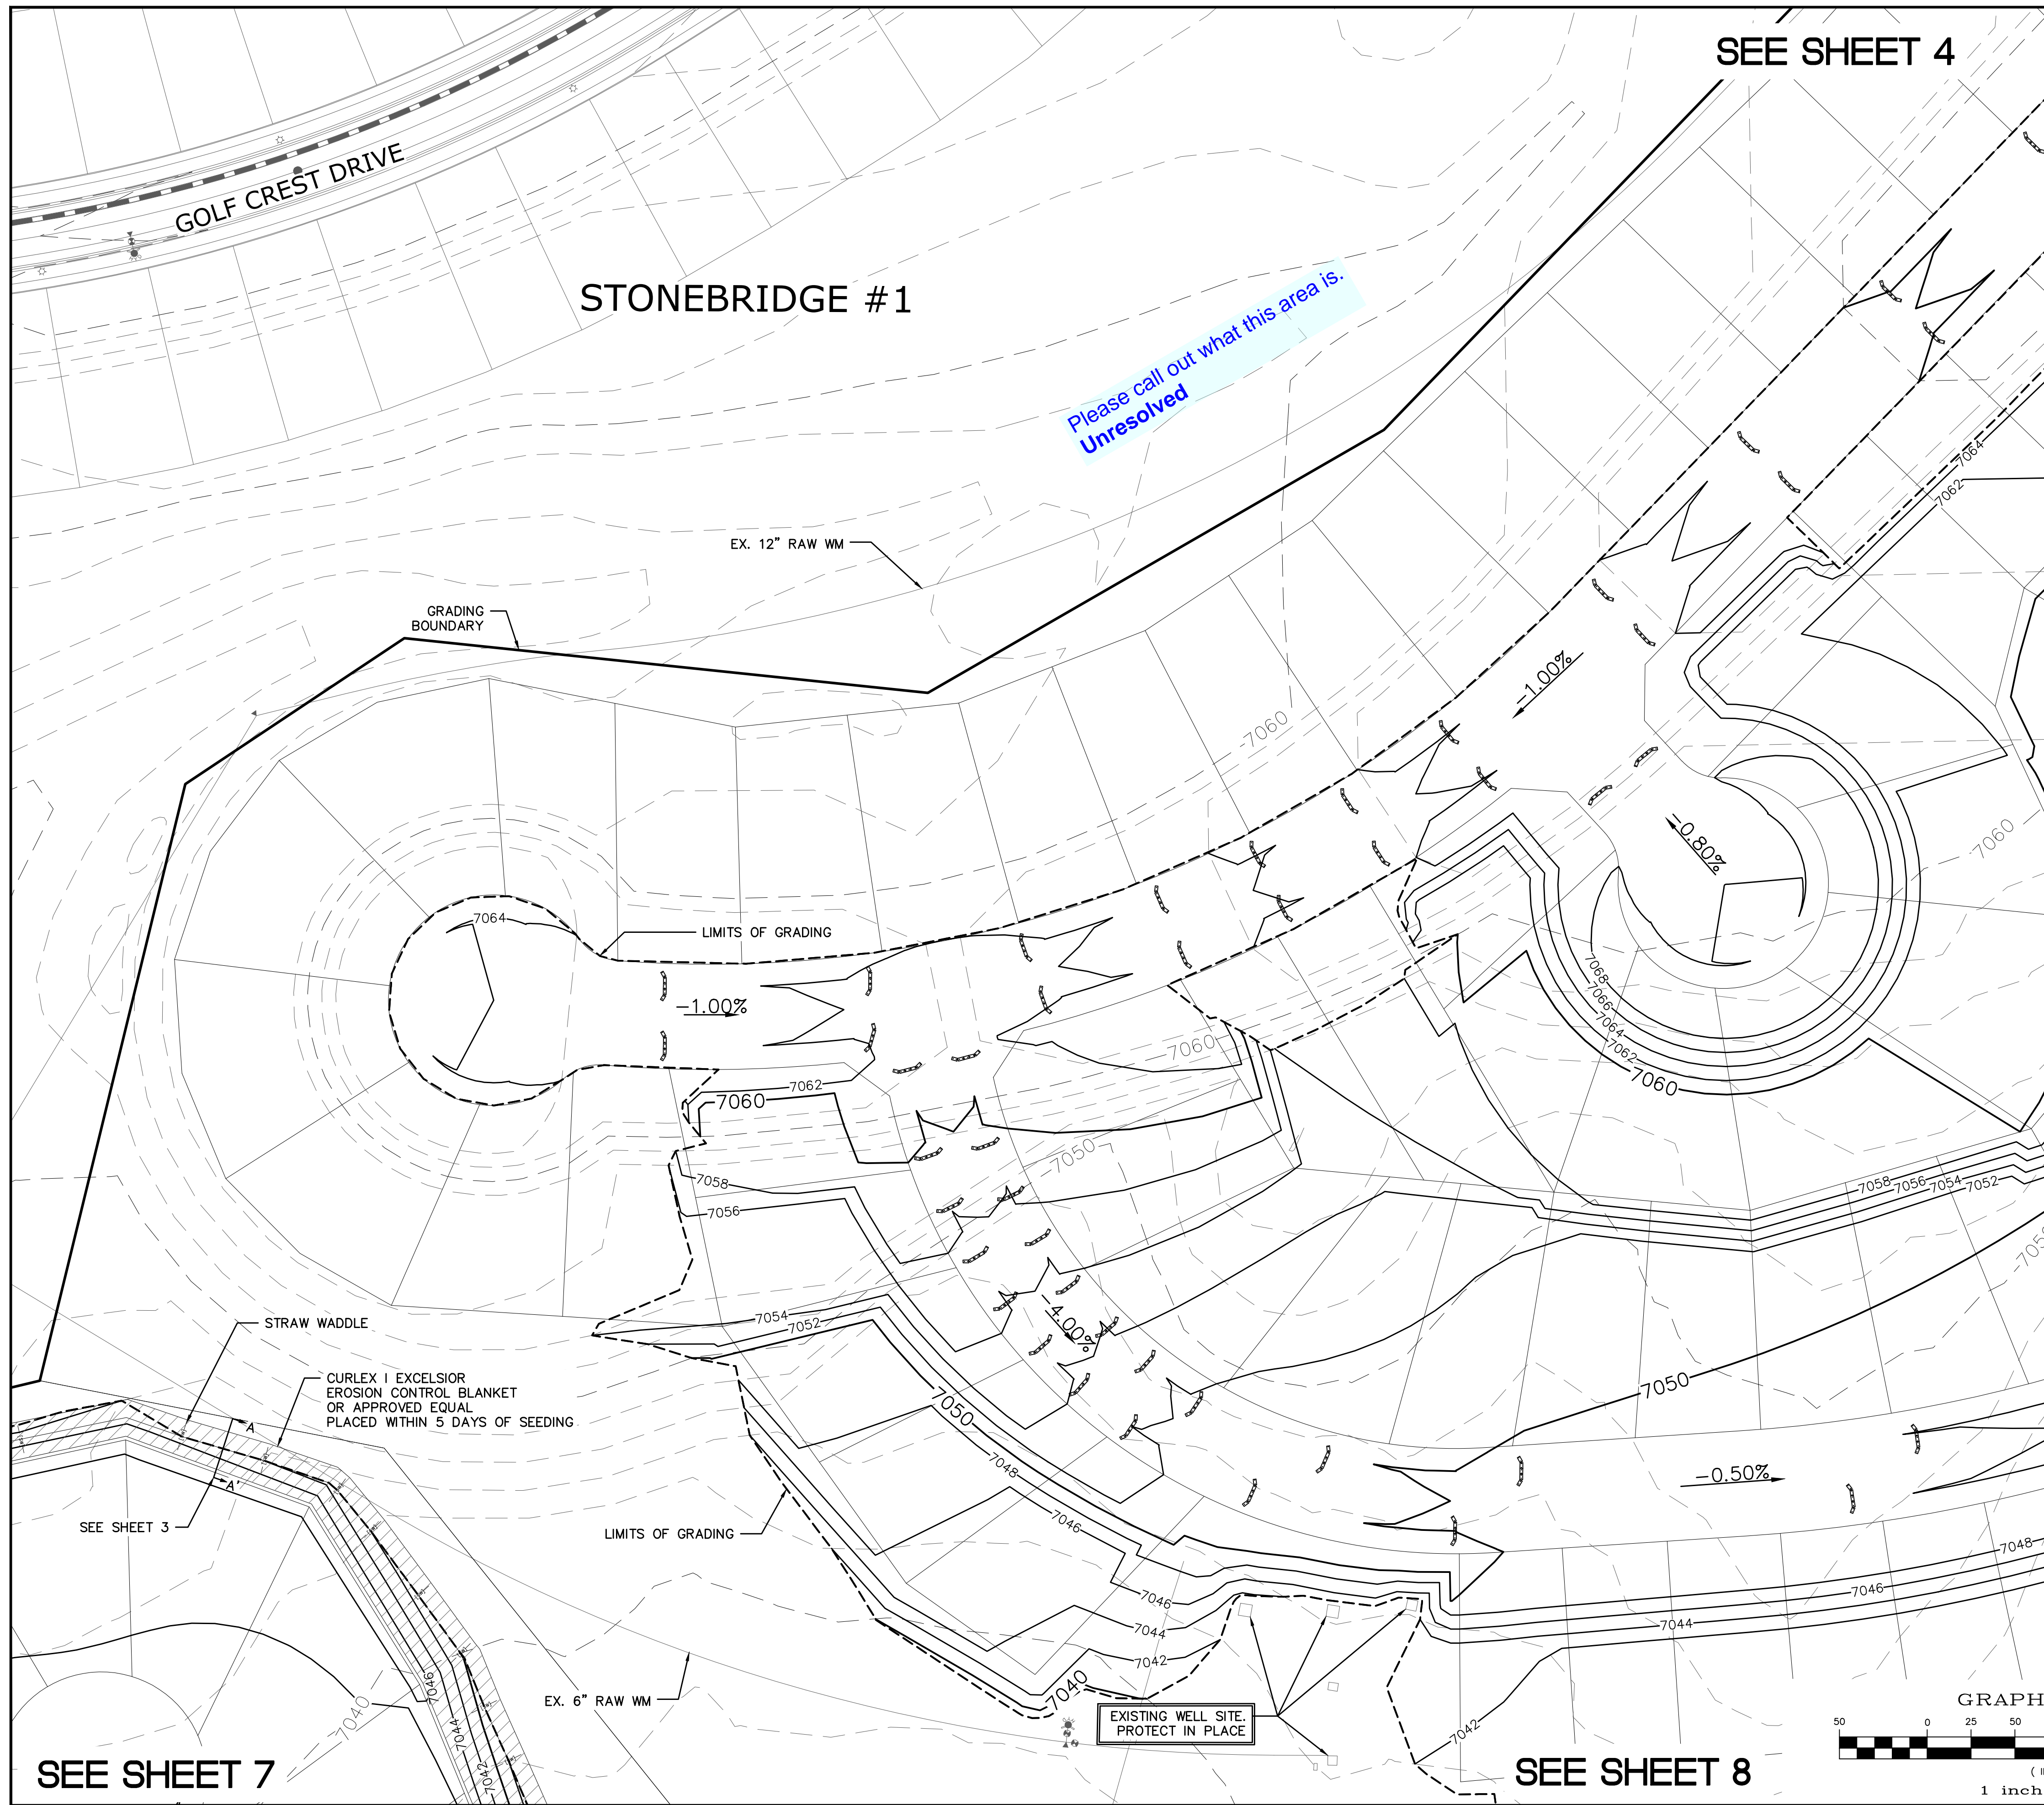 SEE SHEET 4
GOLF CREST DRIVE
STONEBRIDGE #1
Please call out what this area is.
Unresolved
7064
7062
EX. 12" RAW WM
GRADING
BOUNDARY
-1.00%
7060
-0.80%
7060
7064
LIMITS OF GRADING
-1.00%
7068
7066
7064
7062
7060
7060
7062
7060
7050
7058
7056
7058
7056
7054
7052
7054
7052
-4.00%
STRAW WADDLE
CURLEX I EXCELSIOR
EROSION CONTROL BLANKET
OR APPROVED EQUAL
PLACED WITHIN 5 DAYS OF SEEDING
7050
7050
A
A'
7048
-0.50%
SEE SHEET 3
LIMITS OF GRADING
7046
7048
7046
7046
7044
7044
7042
7040
EX. 6" RAW WM
EXISTING WELL SITE.
PROTECT IN PLACE
7042
7040
7046
7044
7042
GRAPH
50 0 25 50
1 inch
SEE SHEET 7
SEE SHEET 8